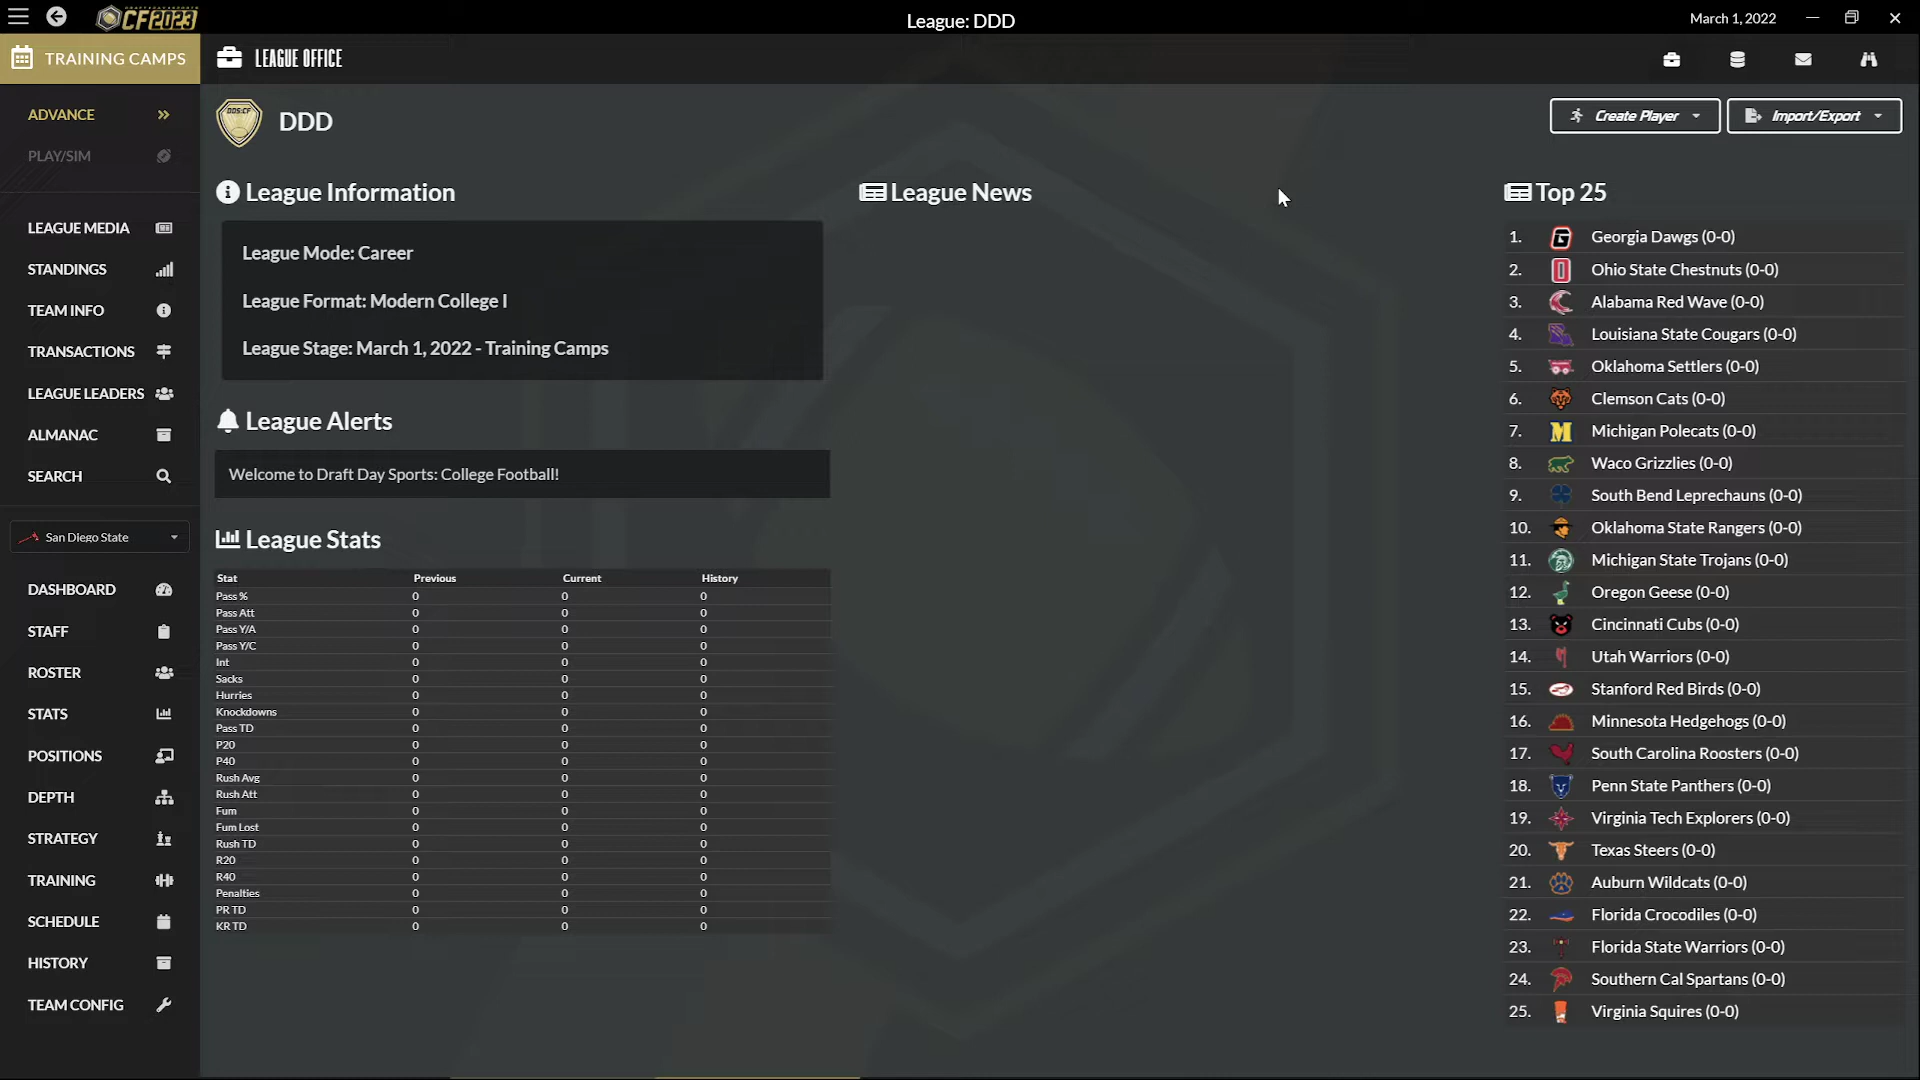 CF2023
League: DDD
March 1, 2022
TRAINING CAMPS
LEAGUE OFFICE
ADVANCE
PLAY/SIM
LEAGUE MEDIA
STANDINGS
TEAM INFO
TRANSACTIONS
LEAGUE LEADERS
ALMANAC
SEARCH
San Diego State
DASHBOARD
STAFF
ROSTER
STATS
POSITIONS
DEPTH
STRATEGY
TRAINING
SCHEDULE
HISTORY
TEAM CONFIG
DDS:CF
DDD
Create Player
Import/Export
League Information
League Mode: Career
League Format: Modern College I
League Stage: March 1, 2022 - Training Camps
League Alerts
Welcome to Draft Day Sports: College Football!
League Stats
Stat Previous Current History
Pass % 0 0 0
Pass Att 0 0 0
Pass Y/A 0 0 0
Pass Y/C 0 0 0
Int 0 0 0
Sacks 0 0 0
Hurries 0 0 0
Knockdowns 0 0 0
Pass TD 0 0 0
P20 0 0 0
P40 0 0 0
Rush Avg 0 0 0
Rush Att 0 0 0
Fum 0 0 0
Fum Lost 0 0 0
Rush TD 0 0 0
R20 0 0 0
R40 0 0 0
Penalties 0 0 0
PR TD 0 0 0
KR TD 0 0 0
League News
Top 25
1. Georgia Dawgs (0-0)
2. Ohio State Chestnuts (0-0)
3. Alabama Red Wave (0-0)
4. Louisiana State Cougars (0-0)
5. Oklahoma Settlers (0-0)
6. Clemson Cats (0-0)
7. Michigan Polecats (0-0)
8. Waco Grizzlies (0-0)
9. South Bend Leprechauns (0-0)
10. Oklahoma State Rangers (0-0)
11. Michigan State Trojans (0-0)
12. Oregon Geese (0-0)
13. Cincinnati Cubs (0-0)
14. Utah Warriors (0-0)
15. Stanford Red Birds (0-0)
16. Minnesota Hedgehogs (0-0)
17. South Carolina Roosters (0-0)
18. Penn State Panthers (0-0)
19. Virginia Tech Explorers (0-0)
20. Texas Steers (0-0)
21. Auburn Wildcats (0-0)
22. Florida Crocodiles (0-0)
23. Florida State Warriors (0-0)
24. Southern Cal Spartans (0-0)
25. Virginia Squires (0-0)